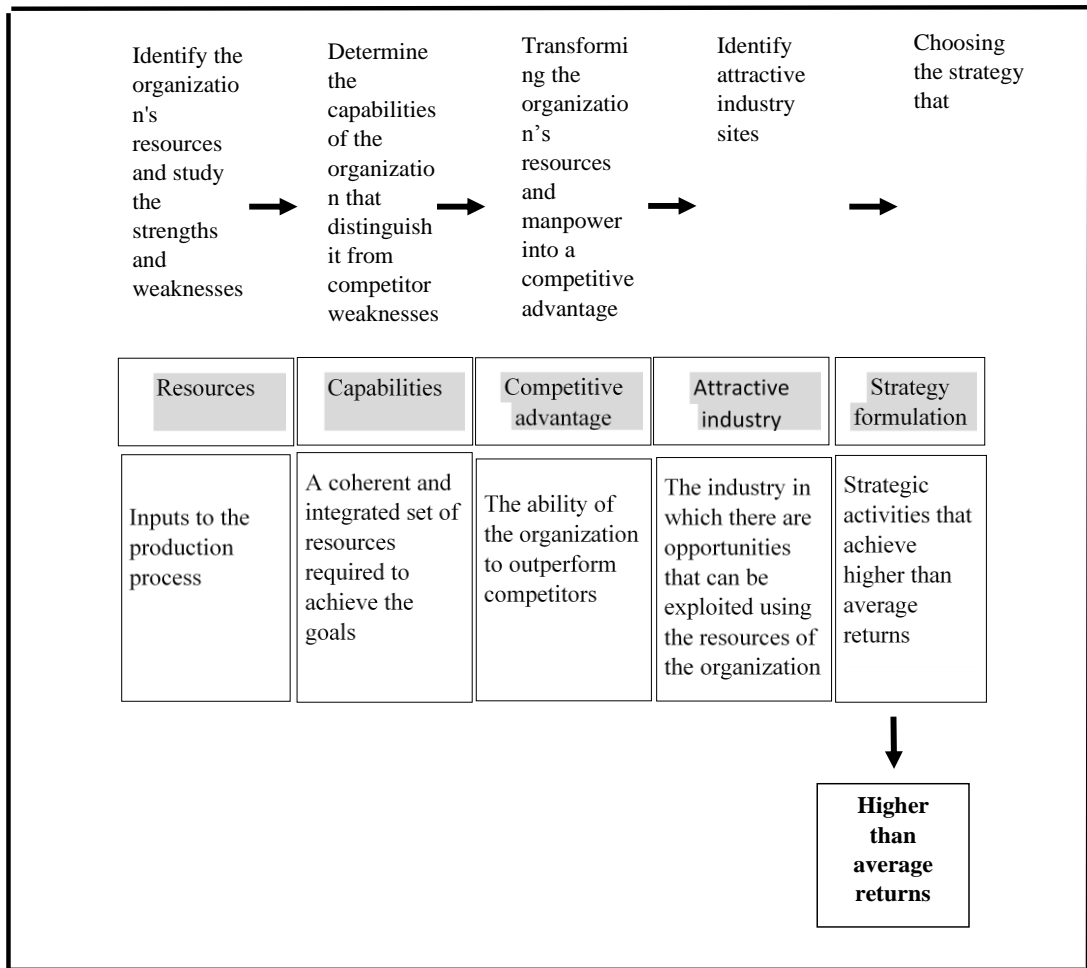 Identify the
organizatio
n's
resources
and study
the
strengths
and
weaknesses
Determine
the
capabilities
of the
organizatio
n that
distinguish
it from
competitor
weaknesses
Transformi
ng the
organizatio
n’s
resources
and
manpower
into a
competitive
advantage
Identify
attractive
industry
sites
Choosing
the strategy
that
Resources
Capabilities
Competitive
advantage
Attractive
industry
Strategy
formulation
Inputs to the
production
process
A coherent and
integrated set of
resources
required to
achieve the
goals
The ability of
the organization
to outperform
competitors
The industry in
which there are
opportunities
that can be
exploited using
the resources of
the organization
Strategic
activities that
achieve
higher than
average
returns
Higher
than
average
returns